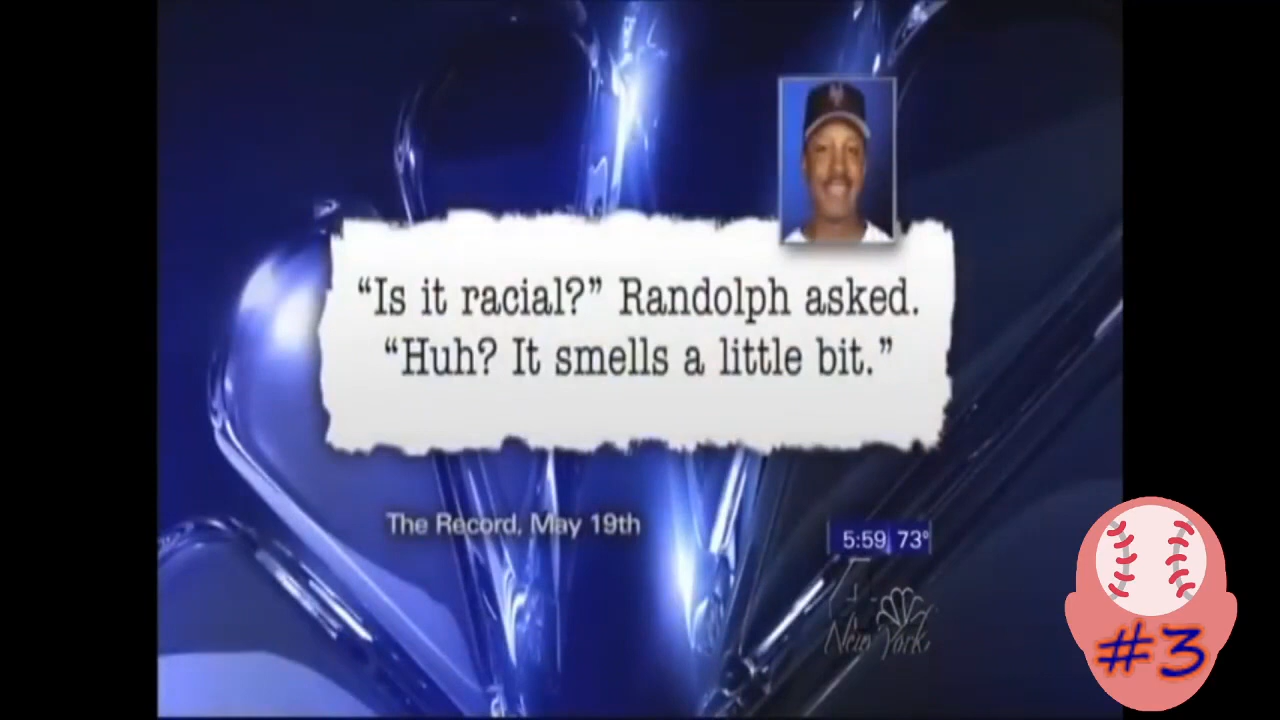 “Is it racial?” Randolph asked.
“Huh? It smells a little bit.”
The Record, May 19th
5:59 73°
4
New York
#3